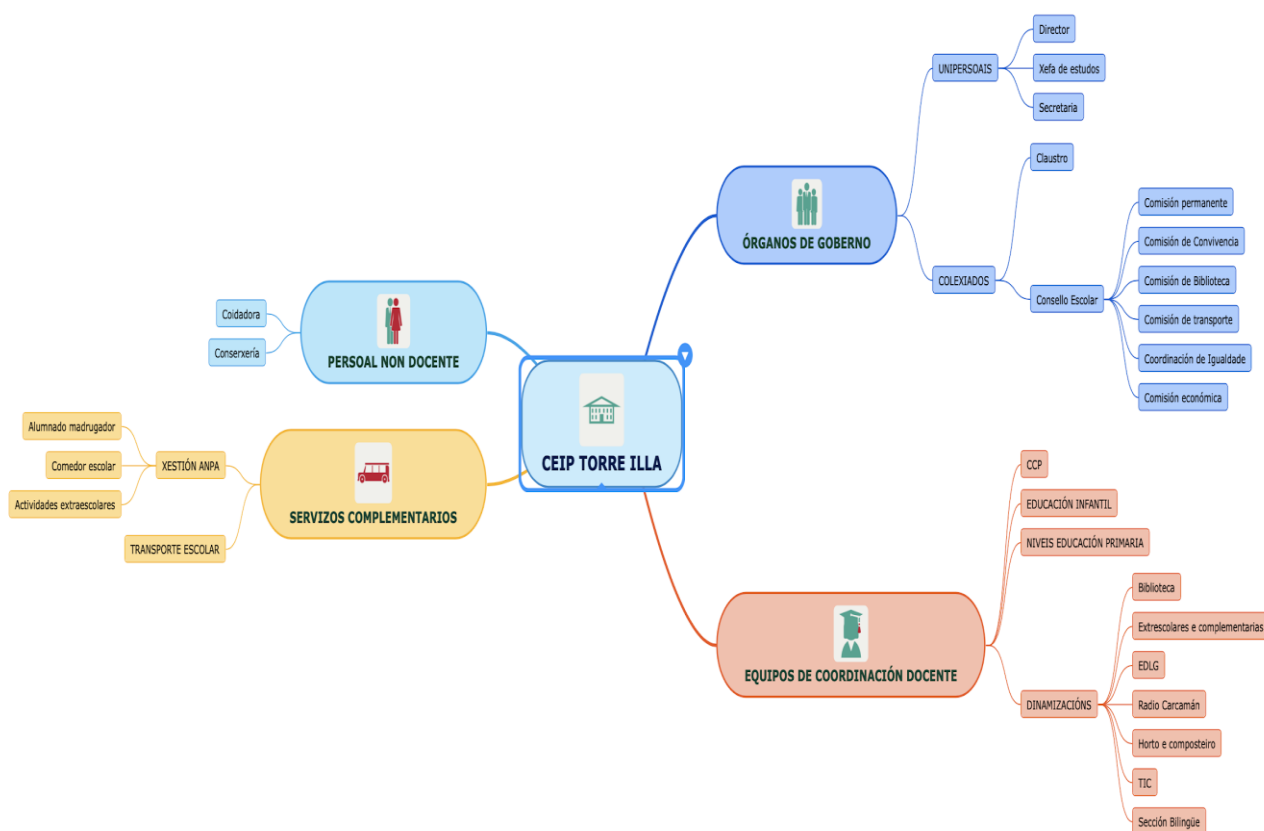 CEIP TORRE ILLA
ÓRGANOS DE GOBERNO
UNIPERSOAIS
Director
Xefa de estudos
Secretaria
COLEXIADOS
Claustro
Consello Escolar
Comisión permanente
Comisión de Convivencia
Comisión de Biblioteca
Comisión de transporte
Coordinación de Igualdade
Comisión económica
EQUIPOS DE COORDINACIÓN DOCENTE
CCP
EDUCACIÓN INFANTIL
NIVEIS EDUCACIÓN PRIMARIA
DINAMIZACIÓNS
Biblioteca
Extrescolares e complementarias
EDLG
Radio Carcamán
Horto e composteiro
TIC
Sección Bilingüe
PERSOAL NON DOCENTE
Coidadora
Conserxería
SERVIZOS COMPLEMENTARIOS
XESTIÓN ANPA
Alumnado madrugador
Comedor escolar
Actividades extraescolares
TRANSPORTE ESCOLAR